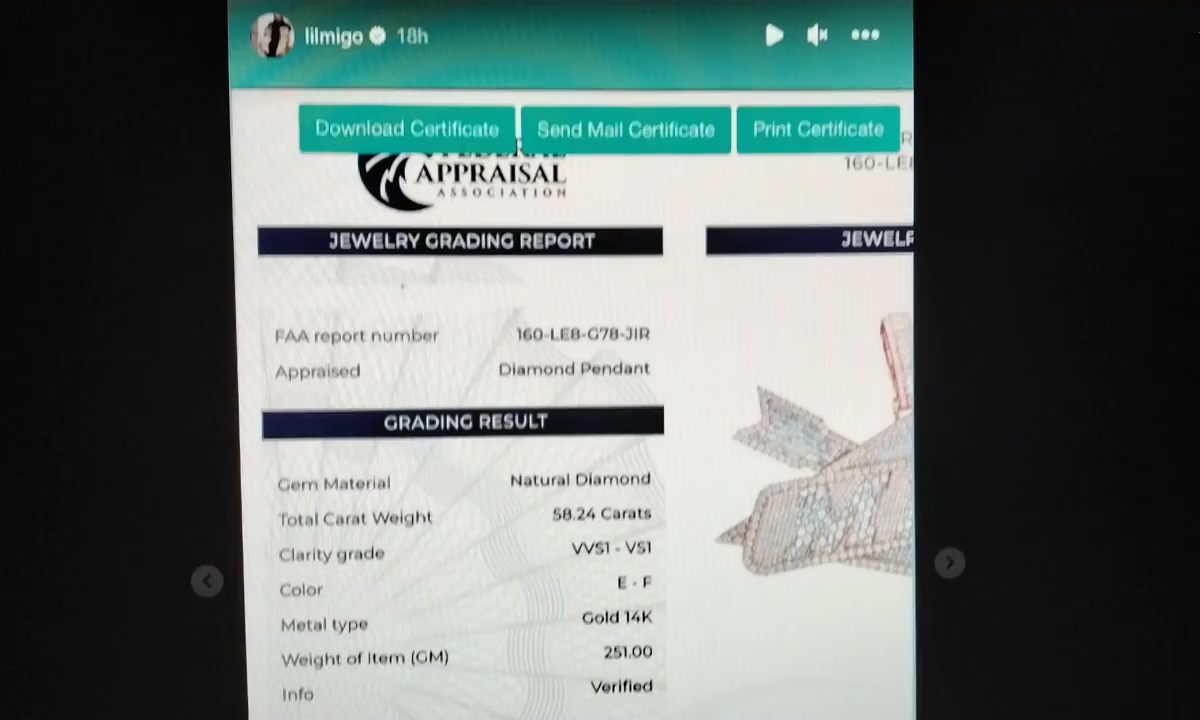 lilmigo 18h
Download Certificate Send Mail Certificate Print Certificate
APPRAISAL
160-LE8
ASSOCIATION
JEWELRY GRADING REPORT
FAA report number 160-LE8-G78-JIR
Appraised Diamond Pendant
GRADING RESULT
Gem Material Natural Diamond
Total Carat Weight 58.24 Carats
Clarity grade VVS1 - VS1
Color E - F
Metal type Gold 14K
Weight of Item (GM) 251.00
Info Verified